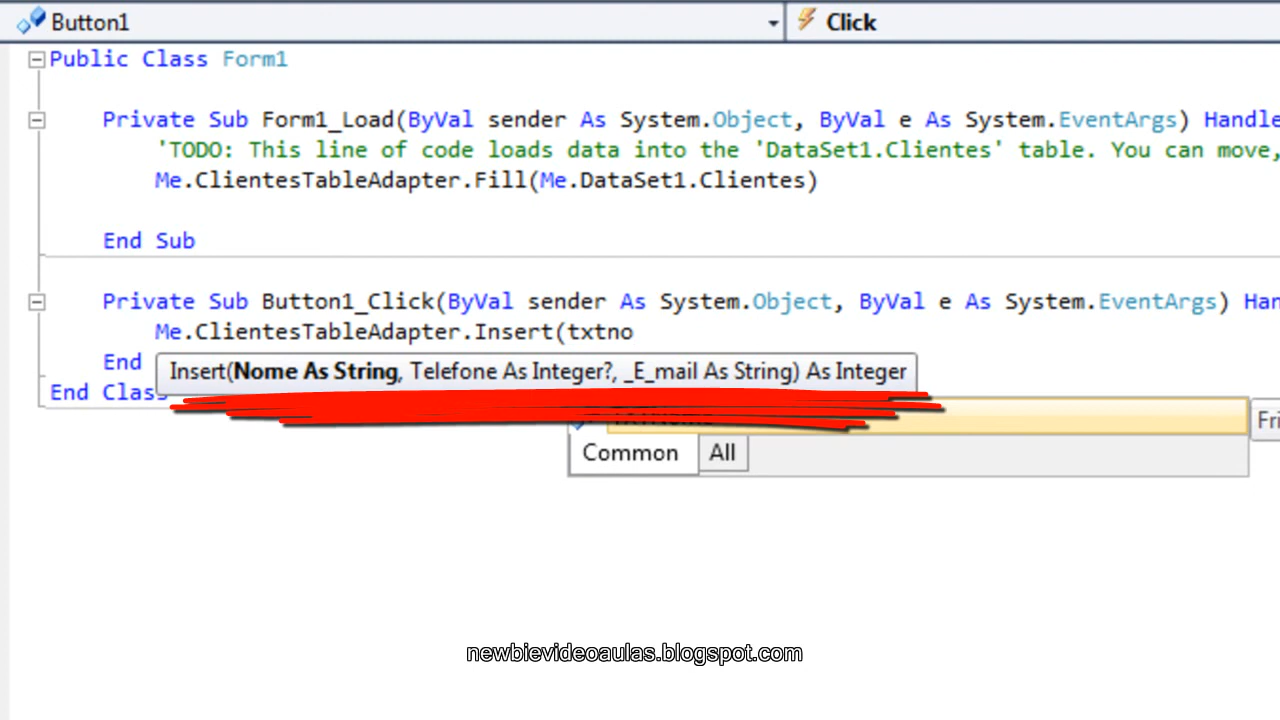 Button1 Click
Public Class Form1
Private Sub Form1_Load(ByVal sender As System.Object, ByVal e As System.EventArgs) Handle
'TODO: This line of code loads data into the 'DataSet1.Clientes' table. You can move,
Me.ClientesTableAdapter.Fill(Me.DataSet1.Clientes)
End Sub
Private Sub Button1_Click(ByVal sender As System.Object, ByVal e As System.EventArgs) Han
Me.ClientesTableAdapter.Insert(txtno
End
Insert(Nome As String, Telefone As Integer?, _E_mail As String) As Integer
End Class
Fri
Common All
newbievideoaulas.blogspot.com